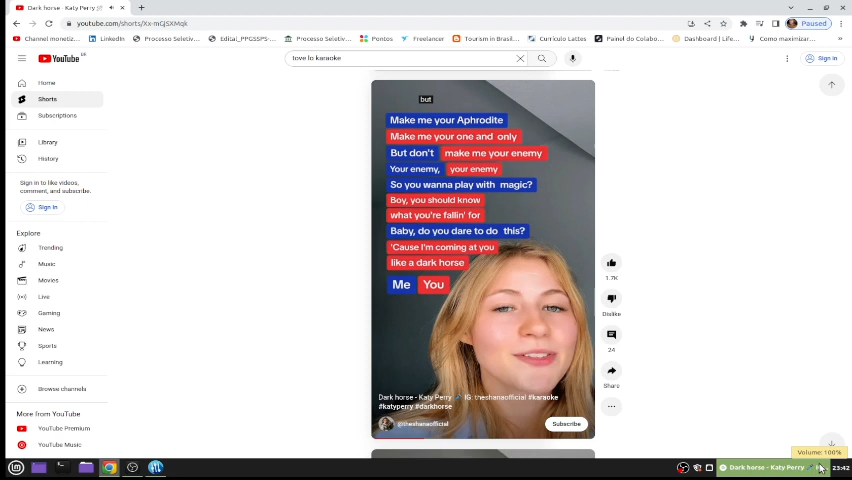 Dark horse - Katy Perry
Paused
youtube.com/shorts/Xx-mGjSXMqk
Channel monetiz...
LinkedIn
Processo Seletiv...
Edital_PPGSSPS-...
Processo Seletiv...
Pontos
Freelancer
Tourism in Brasil...
Currículo Lattes
Painel do Colabo...
Dashboard | Life...
Como maximizar...
YouTube
tove lo karaoke
Sign in
Home
Shorts
Subscriptions
Library
History
Sign in to like videos,
comment, and subscribe.
Sign in
Explore
Trending
Music
Movies
Live
Gaming
News
Sports
Learning
Browse channels
More from YouTube
YouTube Premium
YouTube Music
but
Make me your Aphrodite
Make me your one and only
But don't make me your enemy
Your enemy, your enemy
So you wanna play with magic?
Boy, you should know
what you're fallin' for
Baby, do you dare to do this?
'Cause I'm coming at you
like a dark horse
Me You
Dark horse - Katy Perry IG: theshanaofficial #karaoke
#katyperry #darkhorse
@theshanaofficial
Subscribe
1.7K
Dislike
24
Share
Volume: 100%
Dark horse - Katy Perry
23:42